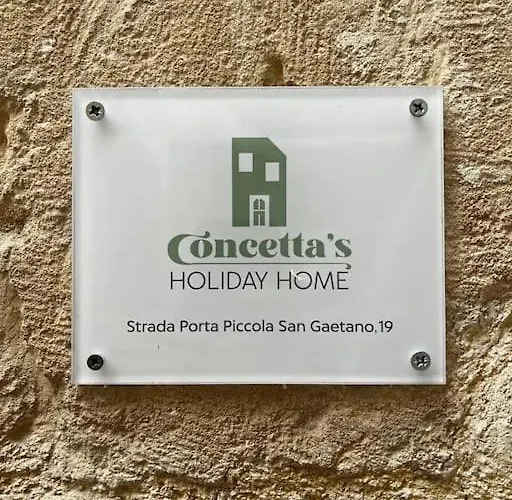 Concetta's
HOLIDAY HOME
Strada Porta Piccola San Gaetano,19